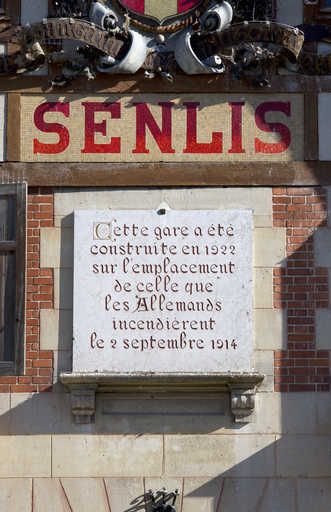 SENLIS
Cette gare a été
construite en 1922
sur l'emplacement
de celle que
les Allemands
incendièrent
le 2 septembre 1914